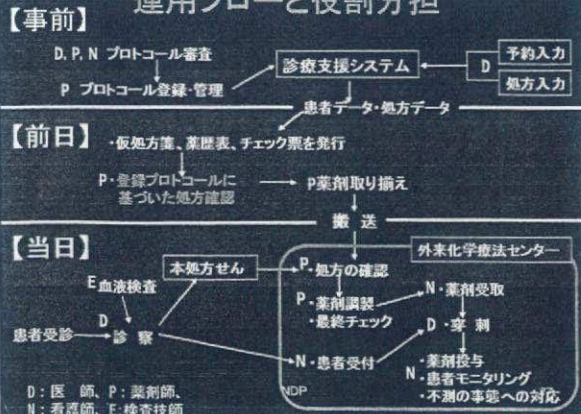 運用フローと役割分担
【事前】
D, P, N プロトコール審査
P プロトコール登録・管理
診療支援システム
D
予約入力
処方入力
患者データ・処方データ
【前日】
・仮処方箋、薬歴表、チェック票を発行
P・登録プロトコールに
基づいた処方確認
P薬剤取り揃え
搬 送
【当日】
外来化学療法センター
本処方せん
P・処方の確認
E血液検査
P・薬剤調製
・最終チェック
N・薬剤受取
患者受診
D
診 察
D・穿 刺
N・患者受付
・薬剤投与
N・患者モニタリング
・不測の事態への対応
NDP
D:医 師、P:薬剤師、
N:看護師、E:検査技師